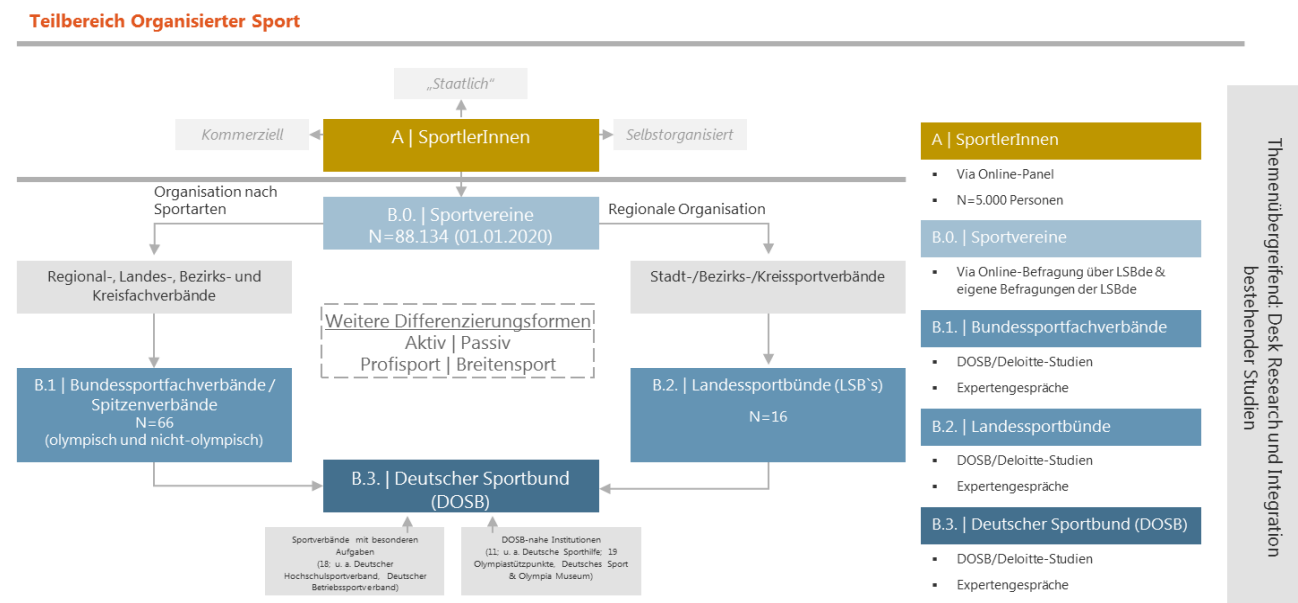 Teilbereich Organisierter Sport
„Staatlich“
Kommerziell
A | SportlerInnen
Selbstorganisiert
Organisation nach
Sportarten
B.0. | Sportvereine
N=88.134 (01.01.2020)
Regionale Organisation
Regional-, Landes-, Bezirks- und
Kreisfachverbände
Stadt-/Bezirks-/Kreissportverbände
Weitere Differenzierungsformen
Aktiv | Passiv
Profisport | Breitensport
B.1 | Bundessportfachverbände /
Spitzenverbände
N=66
(olympisch und nicht-olympisch)
B.2. | Landessportbünde (LSB`s)
N=16
B.3. | Deutscher Sportbund
(DOSB)
Sportverbände mit besonderen
Aufgaben
(18; u. a. Deutscher
Hochschulsportverband, Deutscher
Betriebssportverband)
DOSB-nahe Institutionen
(11; u. a. Deutsche Sporthilfe; 19
Olympiastützpunkte, Deutsches Sport
& Olympia Museum)
A | SportlerInnen
▪ Via Online-Panel
▪ N=5.000 Personen
B.0. | Sportvereine
▪ Via Online-Befragung über LSBde &
eigene Befragungen der LSBde
B.1. | Bundessportfachverbände
▪ DOSB/Deloitte-Studien
▪ Expertengespräche
B.2. | Landessportbünde
▪ DOSB/Deloitte-Studien
▪ Expertengespräche
B.3. | Deutscher Sportbund (DOSB)
▪ DOSB/Deloitte-Studien
▪ Expertengespräche
Themenübergreifend: Desk Research und Integration
bestehender Studien